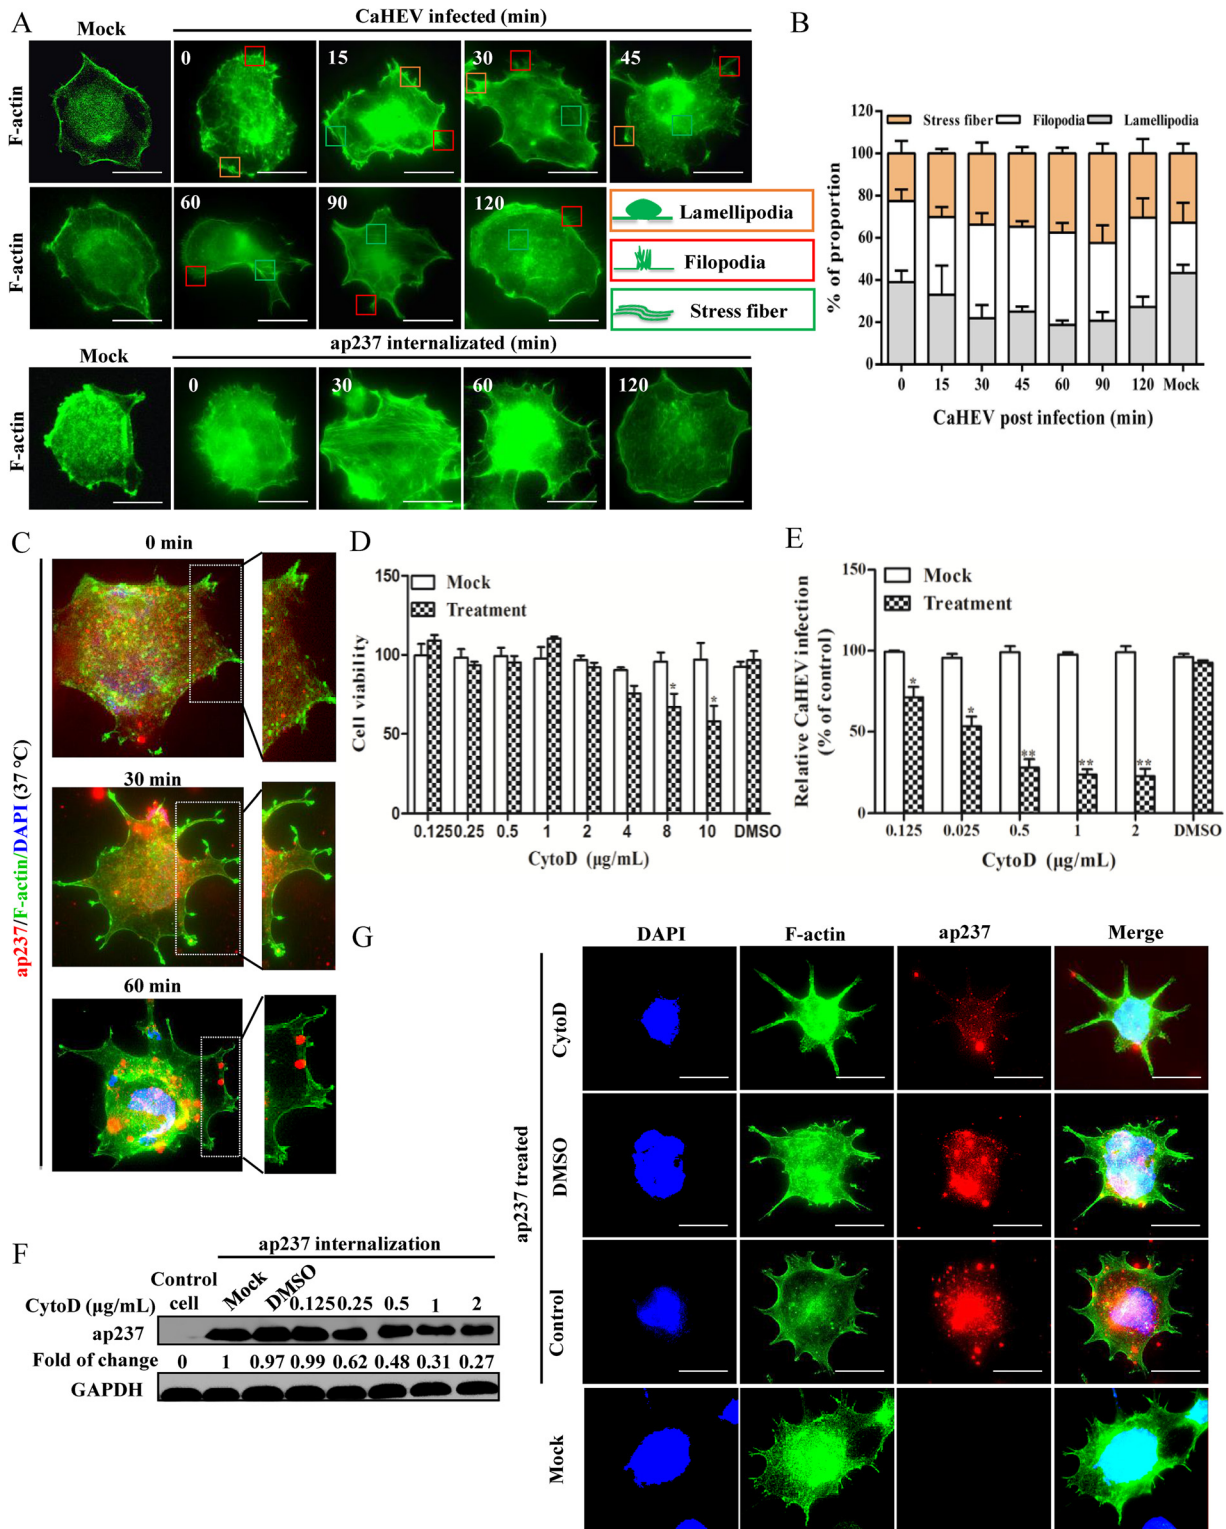 A
CaHEV infected (min)
Mock
F-actin
0
15
30
45
F-actin
60
90
120
Lamellipodia
Filopodia
Stress fiber
ap237 internalizated (min)
Mock
F-actin
0
30
60
120
B
% of proportion
120
100
80
60
40
20
0
Stress fiber Filopodia Lamellipodia
0 15 30 45 60 90 120 Mock
CaHEV post infection (min)
C
ap237/F-actin/DAPI (37 °C)
0 min
30 min
60 min
D
Cell viability
150
100
50
0
Mock
Treatment
* *
0.125 0.25 0.5 1 2 4 8 10 DMSO
CytoD (μg/mL)
E
Relative CaHEV infection
(% of control)
150
100
50
0
Mock
Treatment
* * ** ** **
0.125 0.025 0.5 1 2 DMSO
CytoD (μg/mL)
F
ap237 internalization
Control
cell
Mock
DMSO
CytoD (μg/mL) 0.125 0.25 0.5 1 2
ap237
Fold of change 0 1 0.97 0.99 0.62 0.48 0.31 0.27
GAPDH
G
DAPI F-actin ap237 Merge
ap237 treated
CytoD
DMSO
Control
Mock